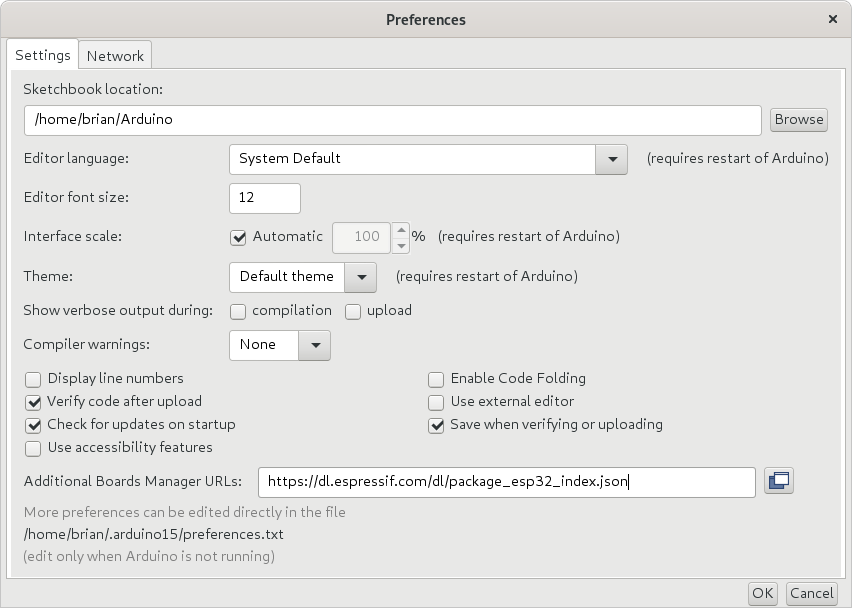 Preferences
Settings Network
Sketchbook location:
/home/brian/Arduino Browse
Editor language: System Default (requires restart of Arduino)
Editor font size: 12
Interface scale: Automatic 100 % (requires restart of Arduino)
Theme: Default theme (requires restart of Arduino)
Show verbose output during: compilation upload
Compiler warnings: None
Display line numbers Enable Code Folding
Verify code after upload Use external editor
Check for updates on startup Save when verifying or uploading
Use accessibility features
Additional Boards Manager URLs: https://dl.espressif.com/dl/package_esp32_index.json
More preferences can be edited directly in the file
/home/brian/.arduino15/preferences.txt
(edit only when Arduino is not running)
OK Cancel